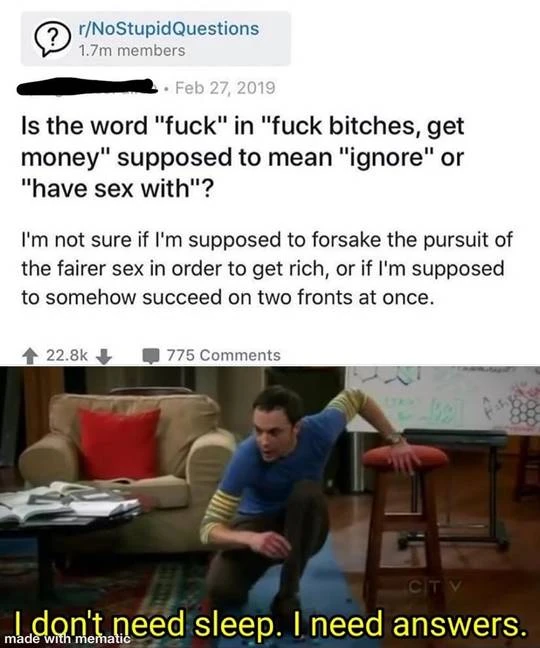 r/NoStupidQuestions
1.7m members
• Feb 27, 2019
Is the word "fuck" in "fuck bitches, get
money" supposed to mean "ignore" or
"have sex with"?
I'm not sure if I'm supposed to forsake the pursuit of
the fairer sex in order to get rich, or if I'm supposed
to somehow succeed on two fronts at once.
22.8k 775 Comments
CTV
I don't need sleep. I need answers.
made with mematic